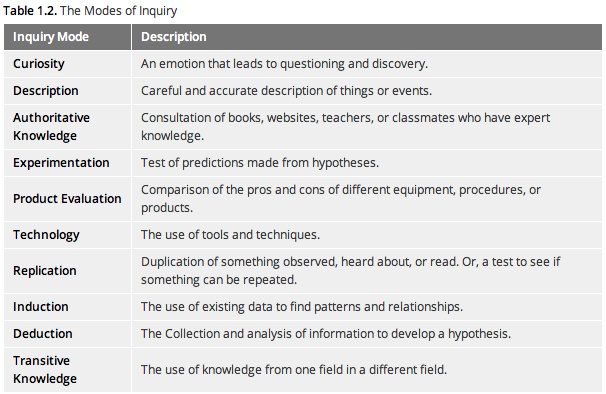 Table 1.2. The Modes of Inquiry
Inquiry Mode Description
Curiosity An emotion that leads to questioning and discovery.
Description Careful and accurate description of things or events.
Authoritative Knowledge Consultation of books, websites, teachers, or classmates who have expert knowledge.
Experimentation Test of predictions made from hypotheses.
Product Evaluation Comparison of the pros and cons of different equipment, procedures, or products.
Technology The use of tools and techniques.
Replication Duplication of something observed, heard about, or read. Or, a test to see if something can be repeated.
Induction The use of existing data to find patterns and relationships.
Deduction The Collection and analysis of information to develop a hypothesis.
Transitive Knowledge The use of knowledge from one field in a different field.